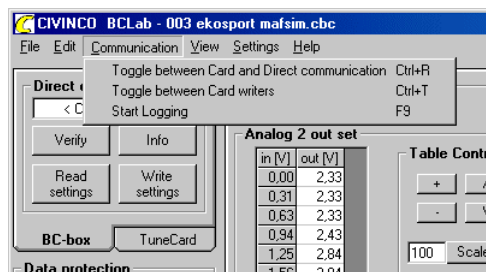 CIVINCO BCLab - 003 ekosport mafsim.cbc
File Edit Communication View Settings Help
Toggle between Card and Direct communication Ctrl+R
Toggle between Card writers Ctrl+T
Start Logging F9
Direct
< C
Verify Info
Read settings Write settings
BC-box TuneCard
Data protection
Analog 2 out set
in [V] out [V]
0,00 2,33
0,31 2,33
0,63 2,33
0,94 2,43
1,25 2,84
Table Contr
+
-
100 Scale